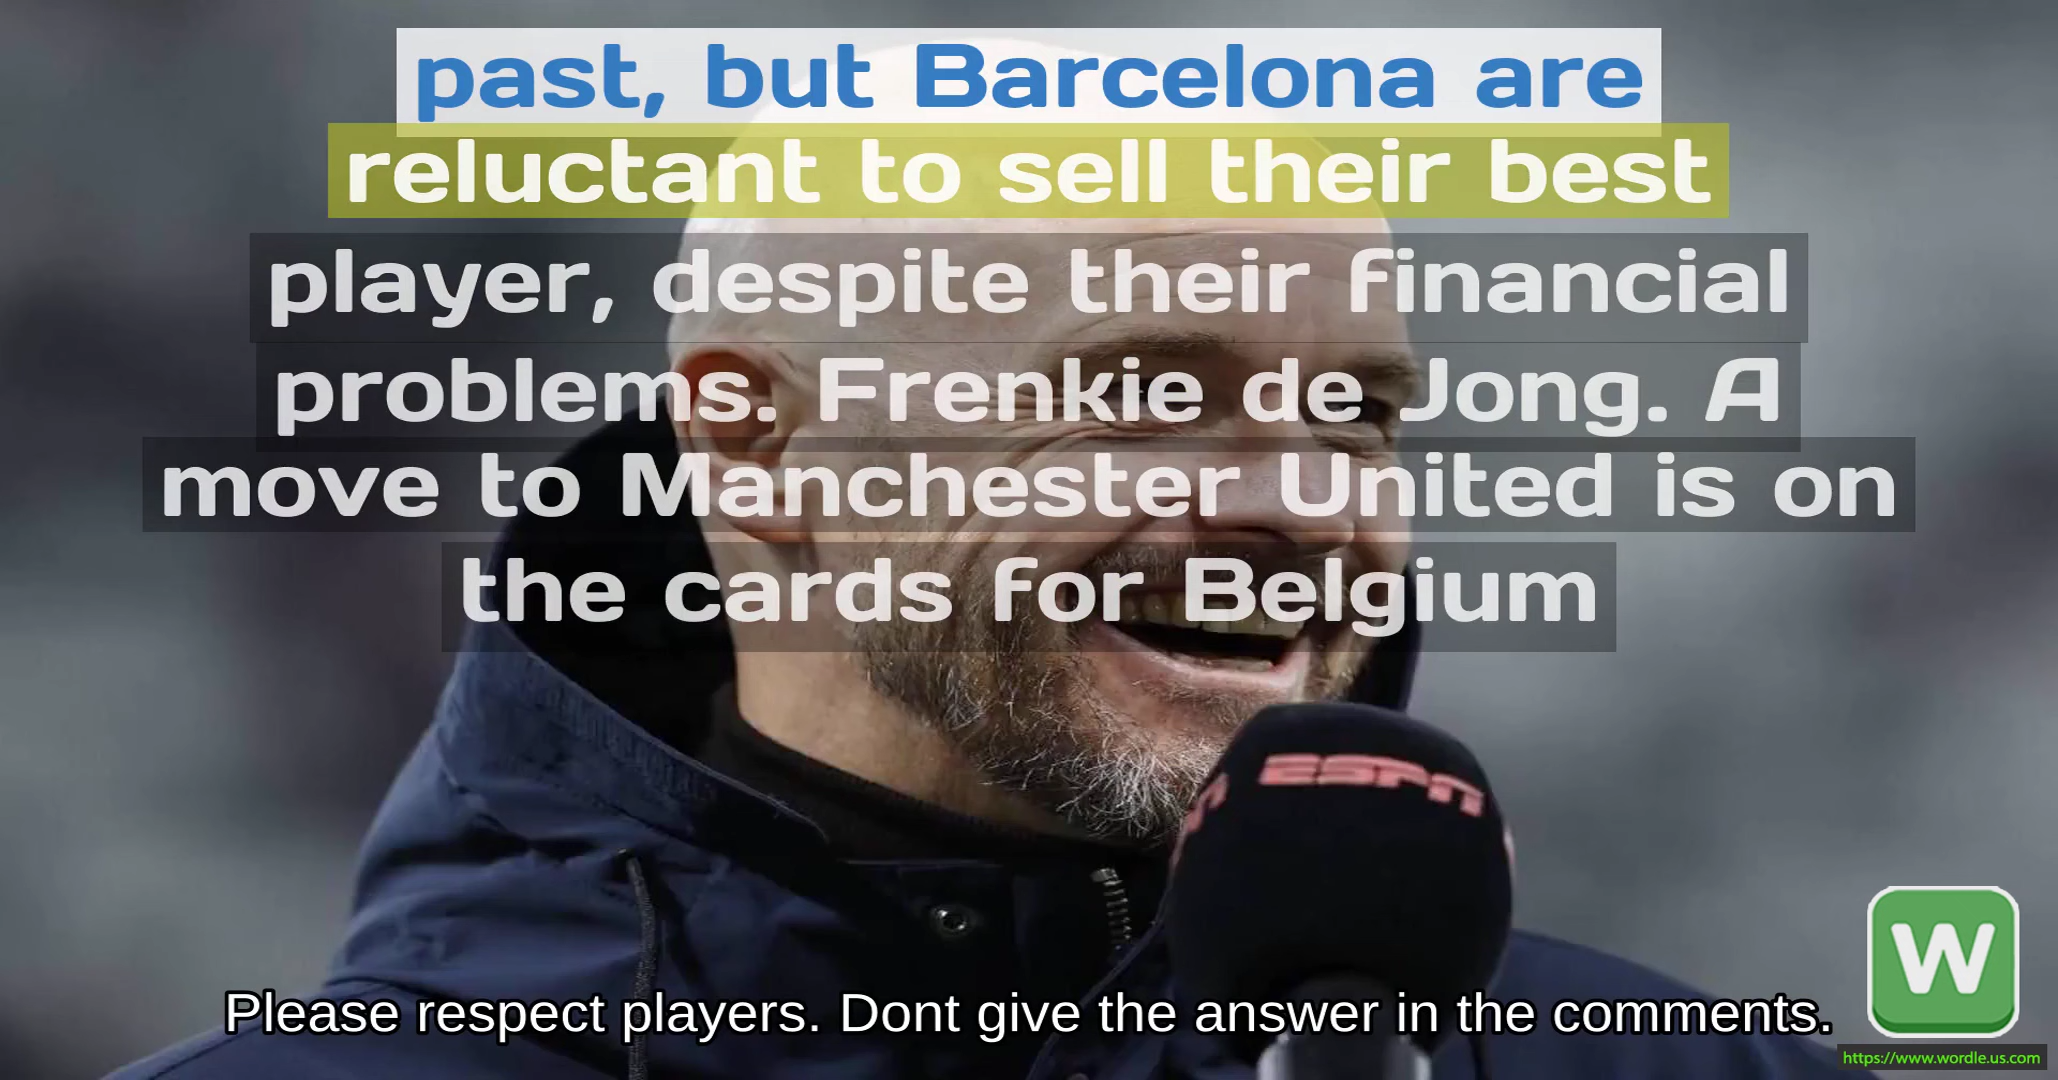 past, but Barcelona are
reluctant to sell their best
player, despite their financial
problems. Frenkie de Jong. A
move to Manchester United is on
the cards for Belgium
ESPN
Please respect players. Dont give the answer in the comments.
W
https://www.wordle.us.com